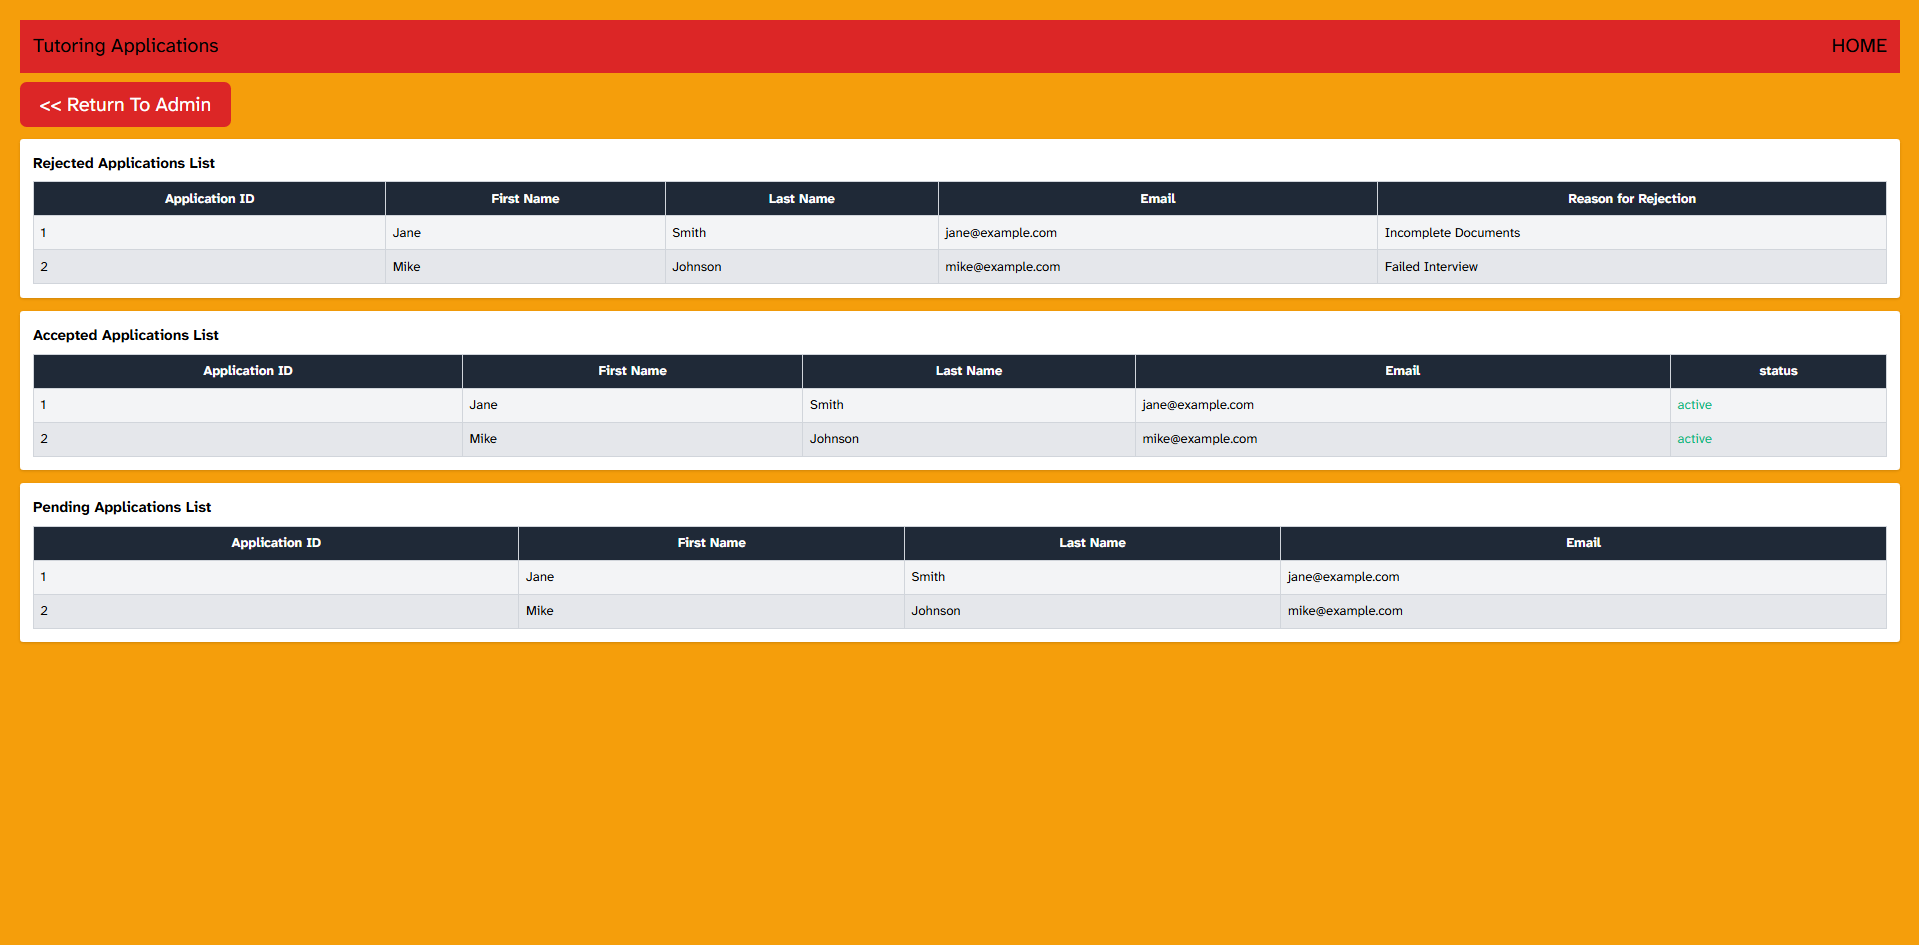 Tutoring Applications HOME
<< Return To Admin
Rejected Applications List
Application ID First Name Last Name Email Reason for Rejection
1 Jane Smith jane@example.com Incomplete Documents
2 Mike Johnson mike@example.com Failed Interview
Accepted Applications List
Application ID First Name Last Name Email status
1 Jane Smith jane@example.com active
2 Mike Johnson mike@example.com active
Pending Applications List
Application ID First Name Last Name Email
1 Jane Smith jane@example.com
2 Mike Johnson mike@example.com